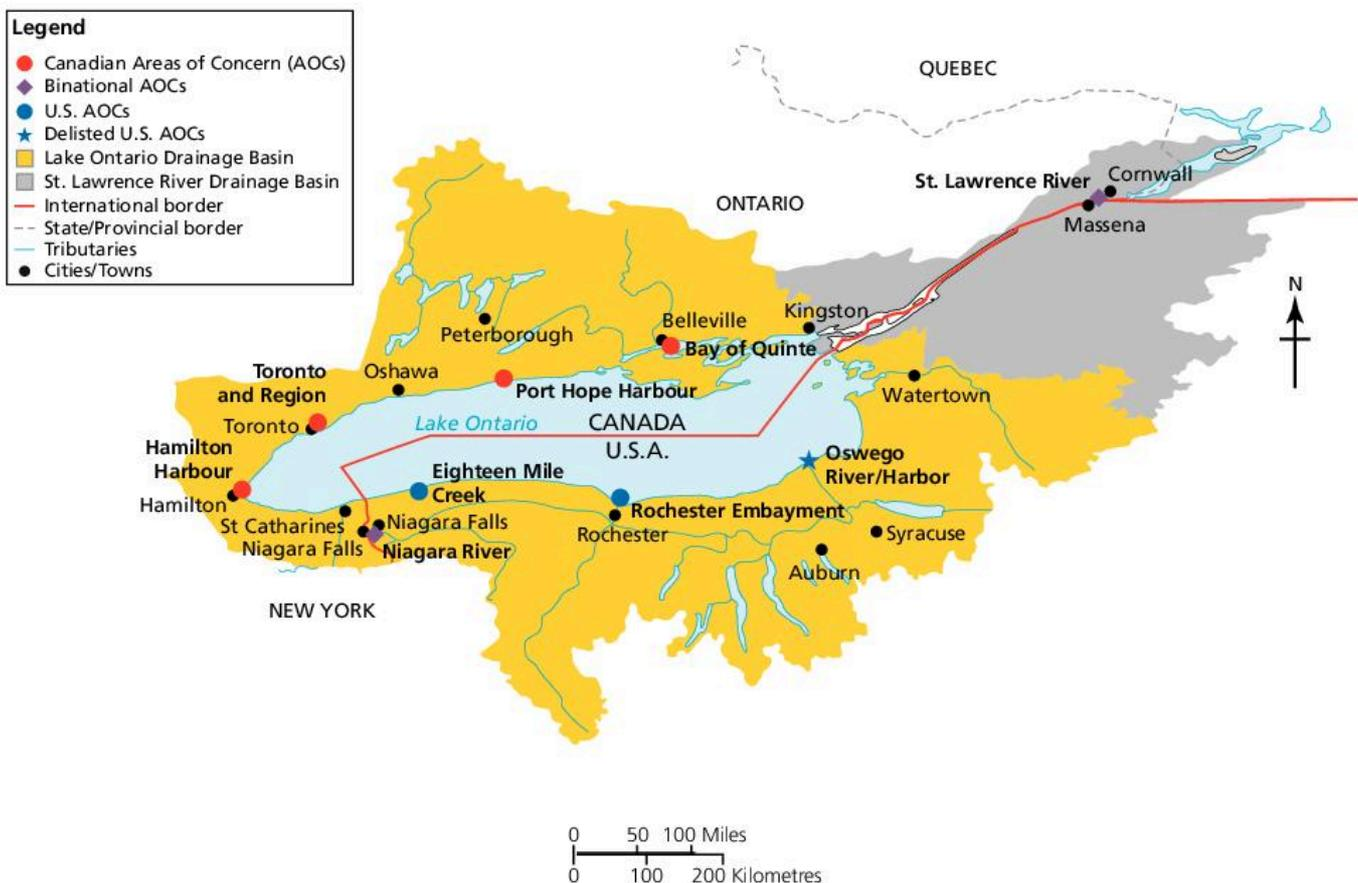 Legend
Canadian Areas of Concern (AOCs)
Binational AOCs
U.S. AOCs
Delisted U.S. AOCs
Lake Ontario Drainage Basin
St. Lawrence River Drainage Basin
International border
State/Provincial border
Tributaries
Cities/Towns
QUEBEC
ONTARIO
St. Lawrence River
Cornwall
Massena
N
Kingston
Belleville
Bay of Quinte
Peterborough
Port Hope Harbour
Oshawa
Toronto
and Region
Toronto
Hamilton
Harbour
Hamilton
Lake Ontario
CANADA
U.S.A.
Watertown
Oswego
River/Harbor
Eighteen Mile
Creek
Rochester Embayment
Rochester
St Catharines
Niagara Falls
Niagara Falls
Niagara River
Syracuse
Auburn
NEW YORK
0 50 100 Miles
0 100 200 Kilometres